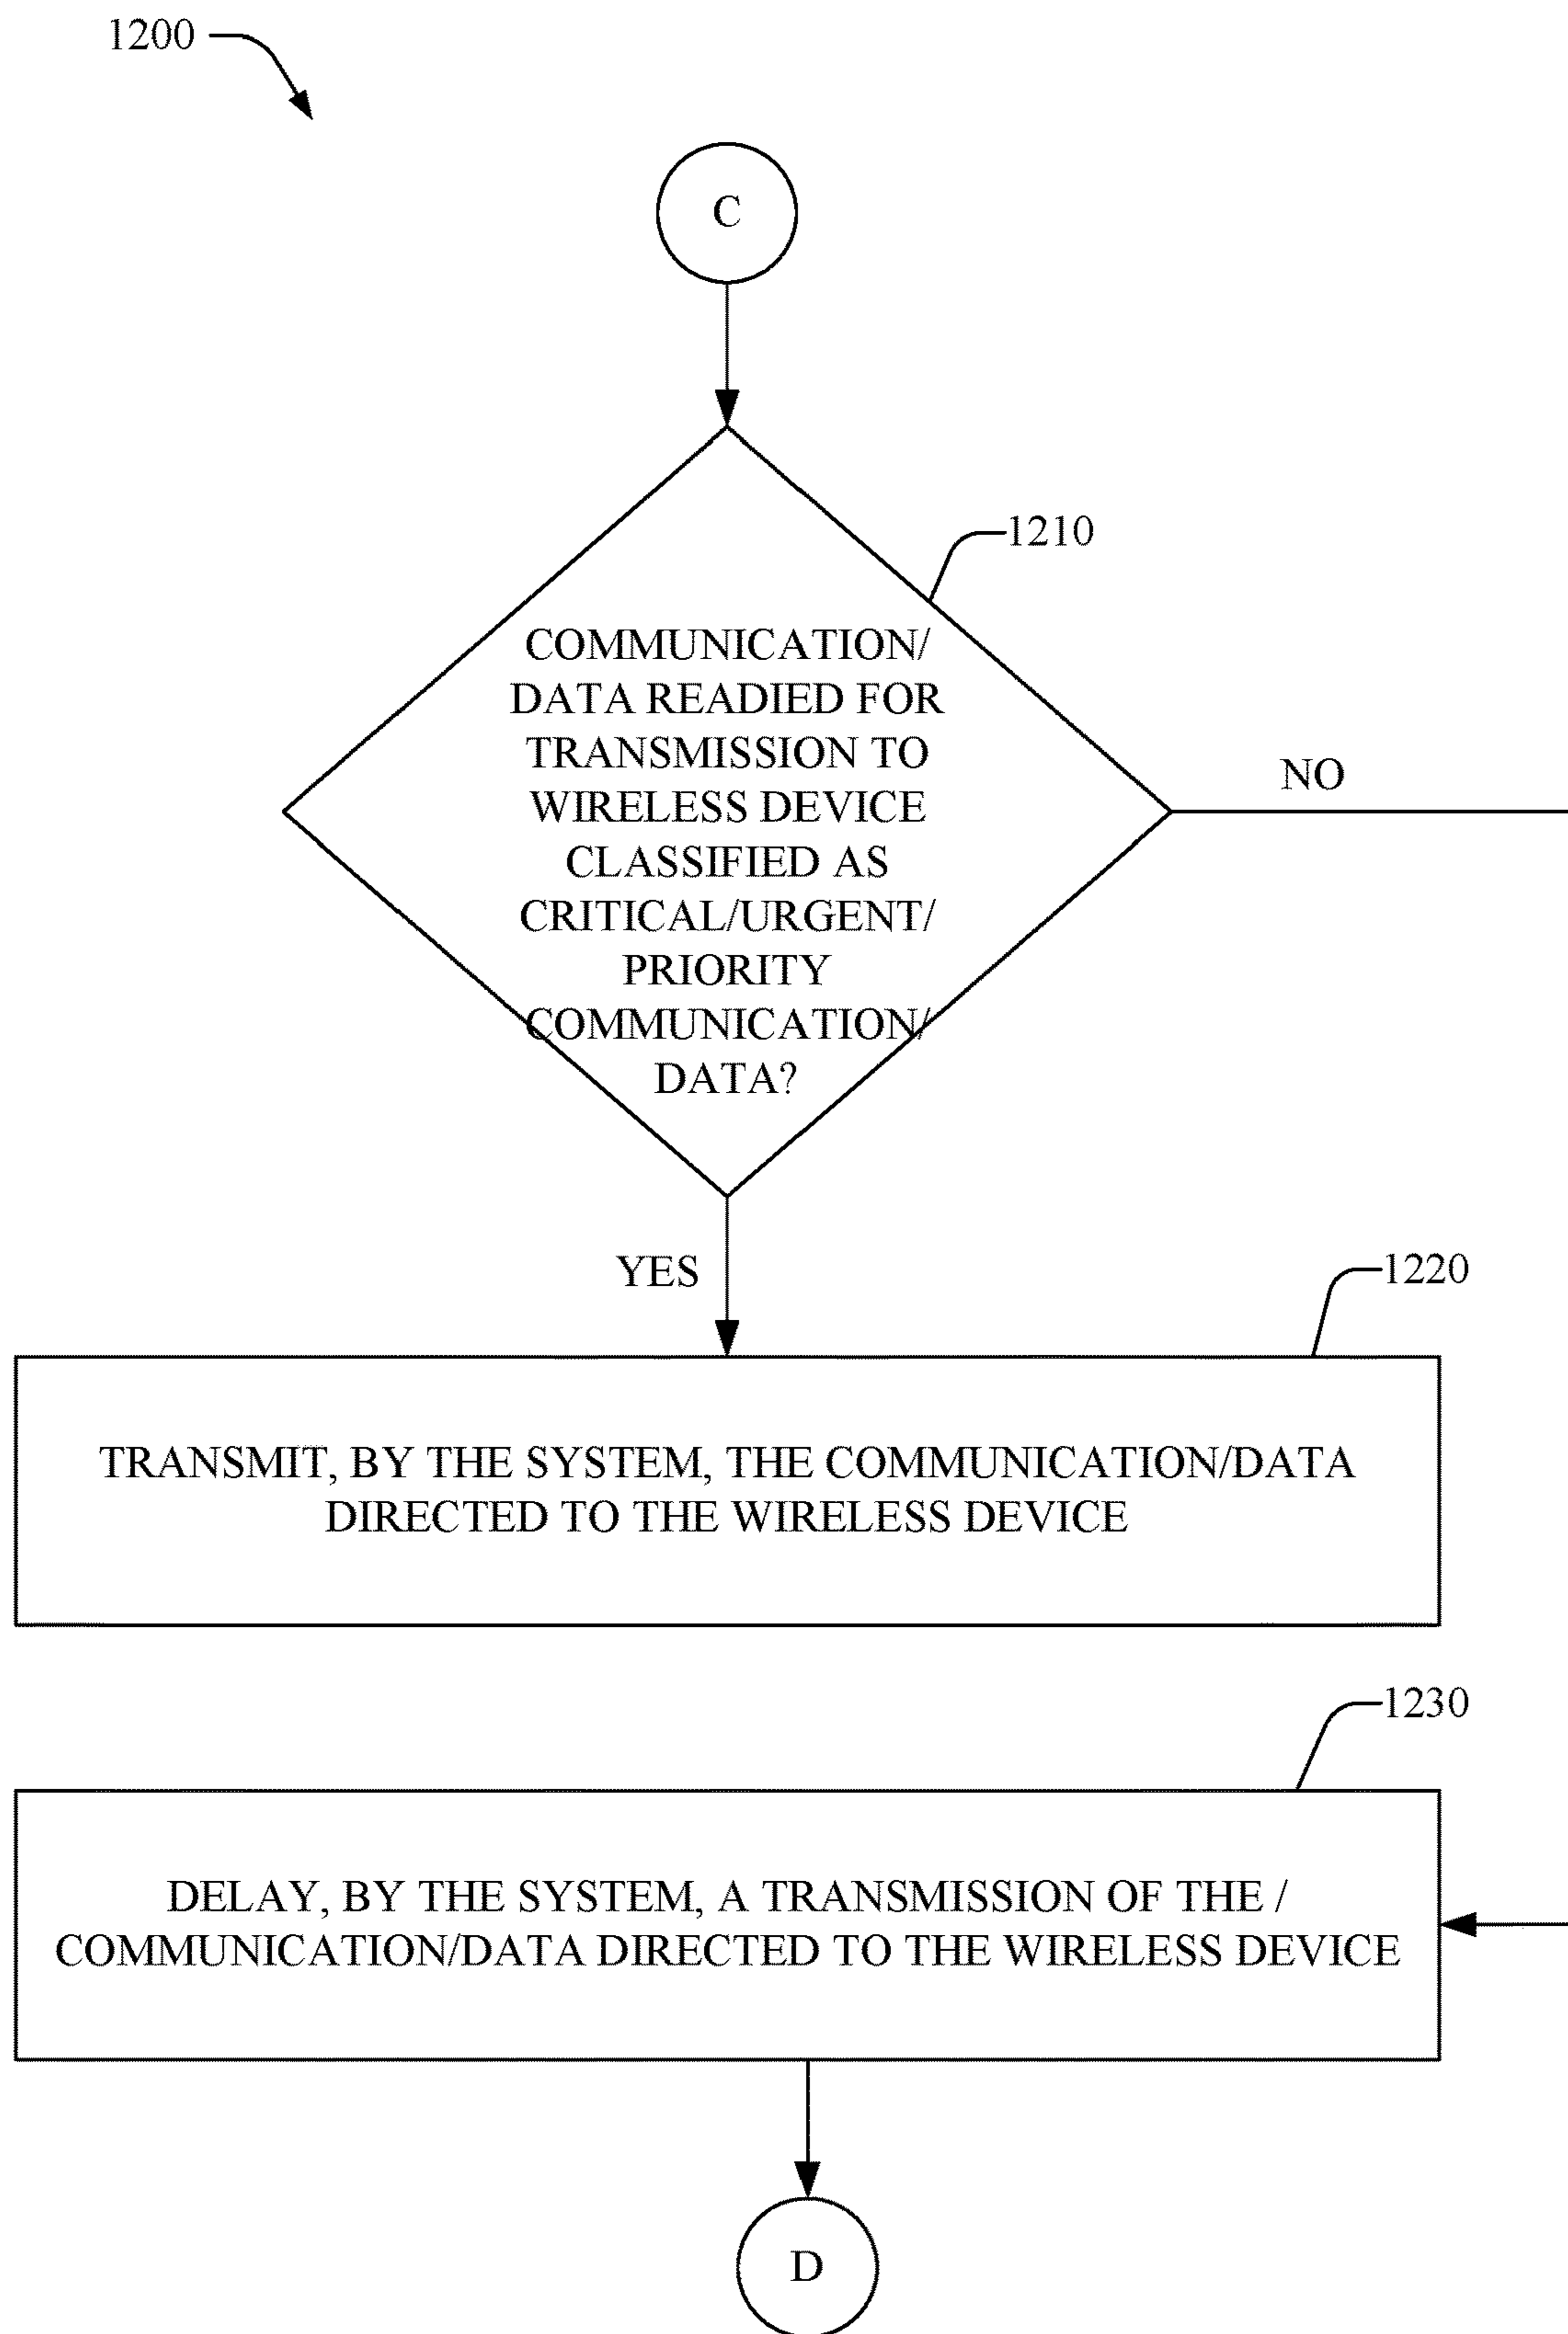 1200
C
1210
COMMUNICATION/
DATA READIED FOR
TRANSMISSION TO
WIRELESS DEVICE
CLASSIFIED AS
CRITICAL/URGENT/
PRIORITY
COMMUNICATION/
DATA?
NO
YES
1220
TRANSMIT, BY THE SYSTEM, THE COMMUNICATION/DATA
DIRECTED TO THE WIRELESS DEVICE
1230
DELAY, BY THE SYSTEM, A TRANSMISSION OF THE /
COMMUNICATION/DATA DIRECTED TO THE WIRELESS DEVICE
D